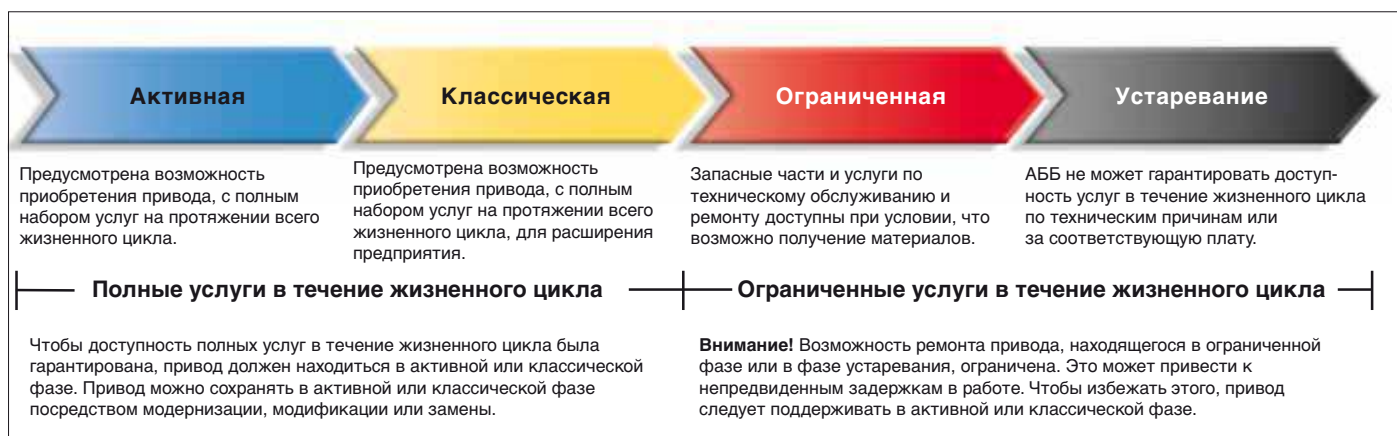 Активная
Классическая
Ограниченная
Устаревание
Предусмотрена возможность
приобретения привода, с полным
набором услуг на протяжении всего
жизненного цикла.
Предусмотрена возможность
приобретения привода, с полным
набором услуг на протяжении всего
жизненного цикла, для расширения
предприятия.
Запасные части и услуги по
техническому обслуживанию и
ремонту доступны при условии, что
возможно получение материалов.
АББ не может гарантировать доступ-
ность услуг в течение жизненного цикла
по техническим причинам или
за соответствующую плату.
Полные услуги в течение жизненного цикла
Ограниченные услуги в течение жизненного цикла
Чтобы доступность полных услуг в течение жизненного цикла была
гарантирована, привод должен находиться в активной или классической
фазе. Привод можно сохранять в активной или классической фазе
посредством модернизации, модификации или замены.
Внимание! Возможность ремонта привода, находящегося в ограниченной
фазе или в фазе устаревания, ограничена. Это может привести к
непредвиденным задержкам в работе. Чтобы избежать этого, привод
следует поддерживать в активной или классической фазе.